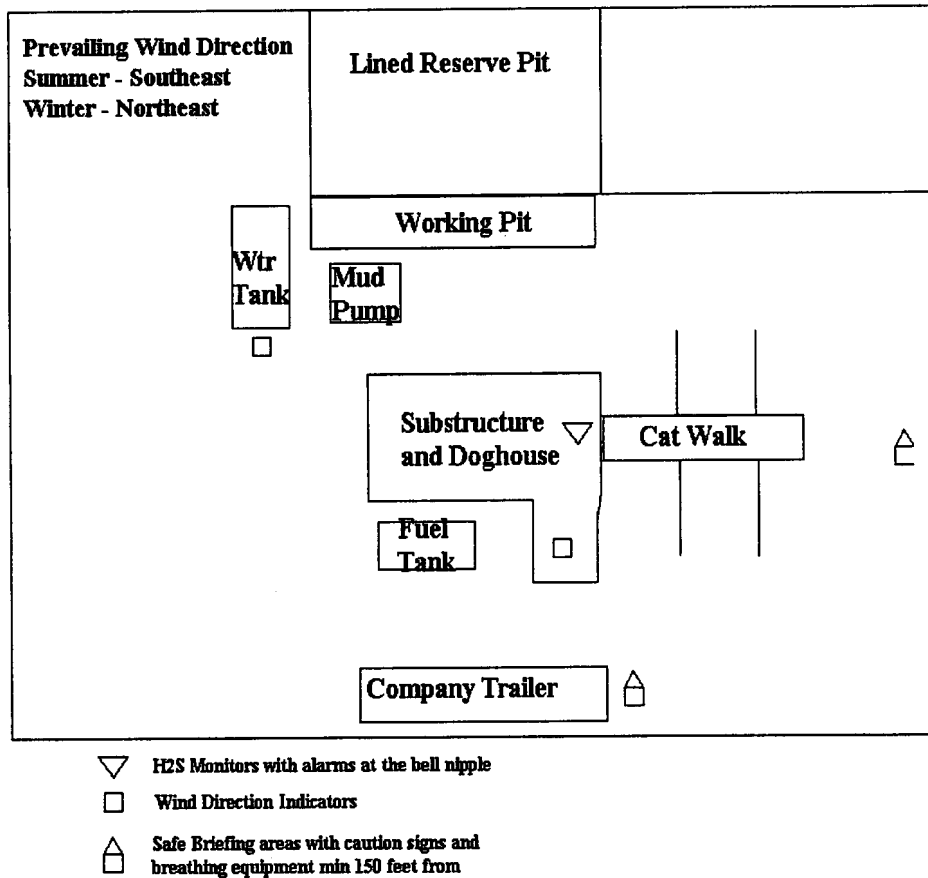 Prevailing Wind Direction
Summer - Southeast
Winter - Northeast
Lined Reserve Pit
Working Pit
Wtr
Tank
Mud
Pump
Substructure
and Doghouse
Cat Walk
Fuel
Tank
Company Trailer
H2S Monitors with alarms at the bell nipple
Wind Direction Indicators
Safe Briefing areas with caution signs and
breathing equipment min 150 feet from